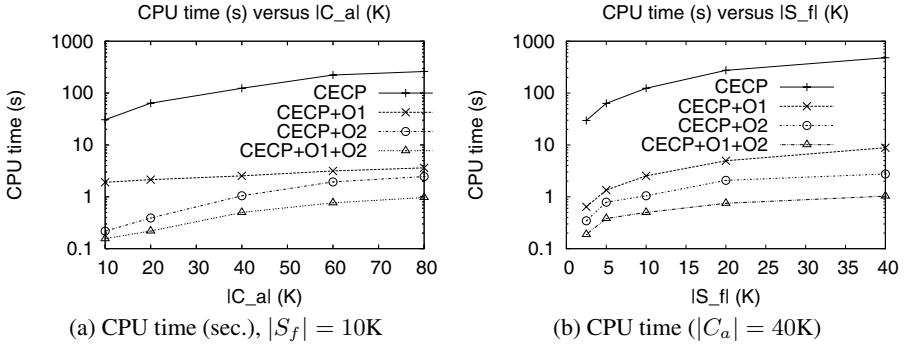 CPU time (s) versus |C_a| (K)
CPU time (s)
1000
100
10
1
0.1
CECP
CECP+O1
CECP+O2
CECP+O1+O2
10 20 30 40 50 60 70 80
|C_a| (K)
(a) CPU time (sec.), |S_f| = 10K
CPU time (s) versus |S_f| (K)
CPU time (s)
1000
100
10
1
0.1
CECP
CECP+O1
CECP+O2
CECP+O1+O2
0 5 10 15 20 25 30 35 40
|S_f| (K)
(b) CPU time (|C_a| = 40K)